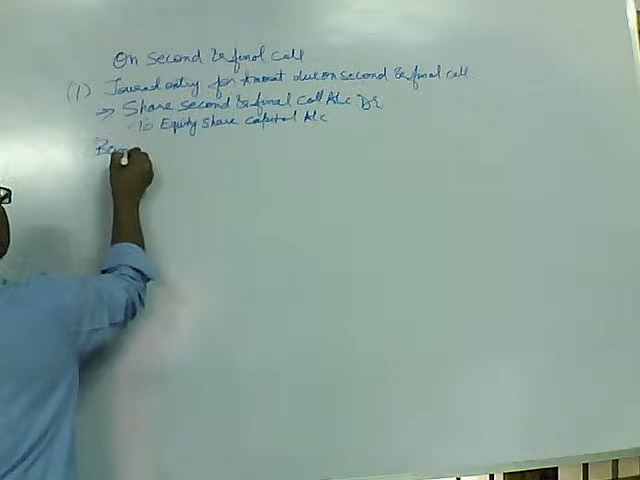 On Second & final call
(1) Journal entry for Amount due on second & final call.
⇒ Share second & final call A/c Dr
To Equity share capital A/c